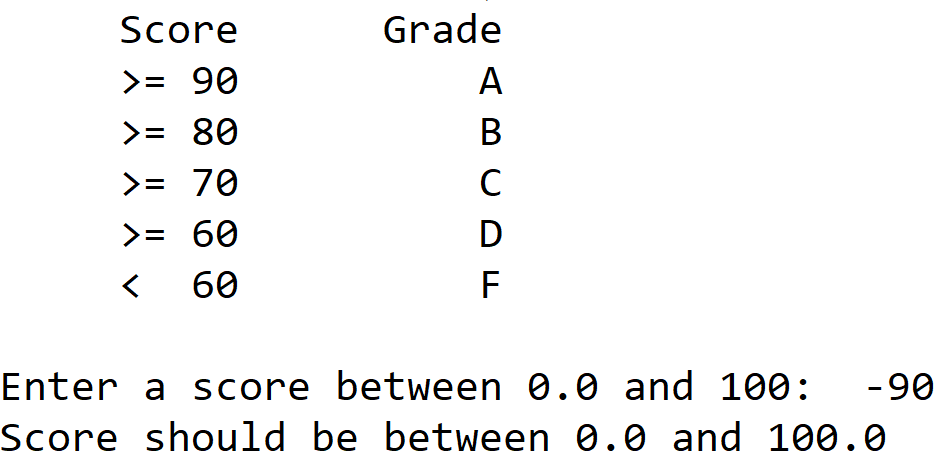 Score Grade
>= 90 A
>= 80 B
>= 70 C
>= 60 D
< 60 F
Enter a score between 0.0 and 100: -90
Score should be between 0.0 and 100.0